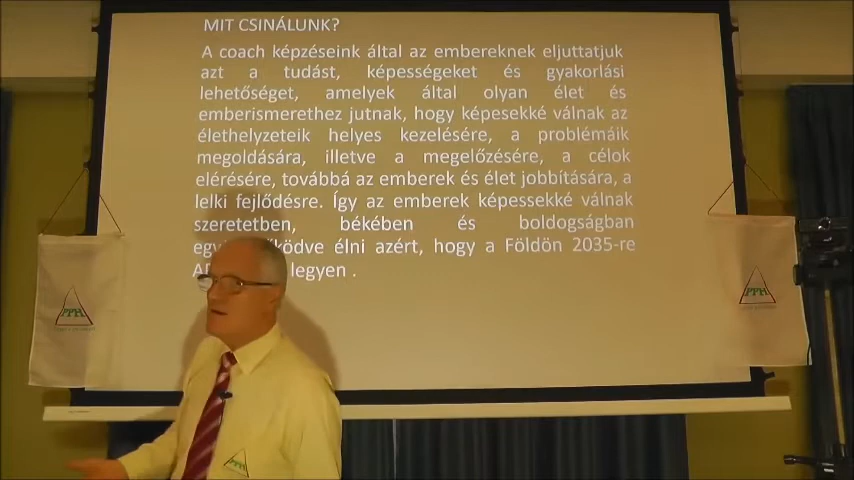 MIT CSINÁLUNK?
A coach képzéseink által az embereknek eljuttatjuk
azt a tudást, képességeket és gyakorlási
lehetőséget, amelyek által olyan élet és
emberismerethez jutnak, hogy képesekké válnak az
élethelyzeteik helyes kezelésére, a problémáik
megoldására, illetve a megelőzésére, a célok
elérésére, továbbá az emberek és élet jobbítására, a
lelki fejlődésre. Így az emberek képesekké válnak
szeretetben, békében és boldogságban
élni azért, hogy a Földön 2035-re
legyen .
PPH
PPH
PPH